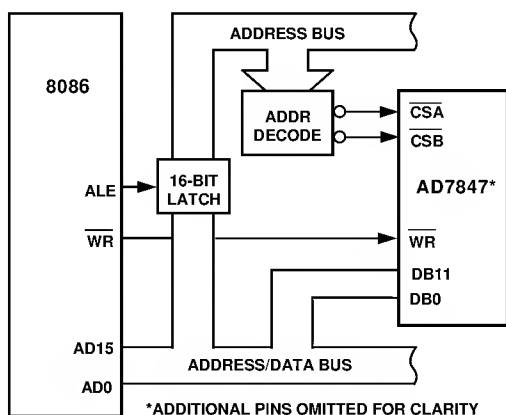 ADDRESS BUS
8086
ADDR
DECODE
CSA
CSB
AD7847*
16-BIT
LATCH
ALE
WR
WR
DB11
DB0
AD15
ADDRESS/DATA BUS
AD0
*ADDITIONAL PINS OMITTED FOR CLARITY